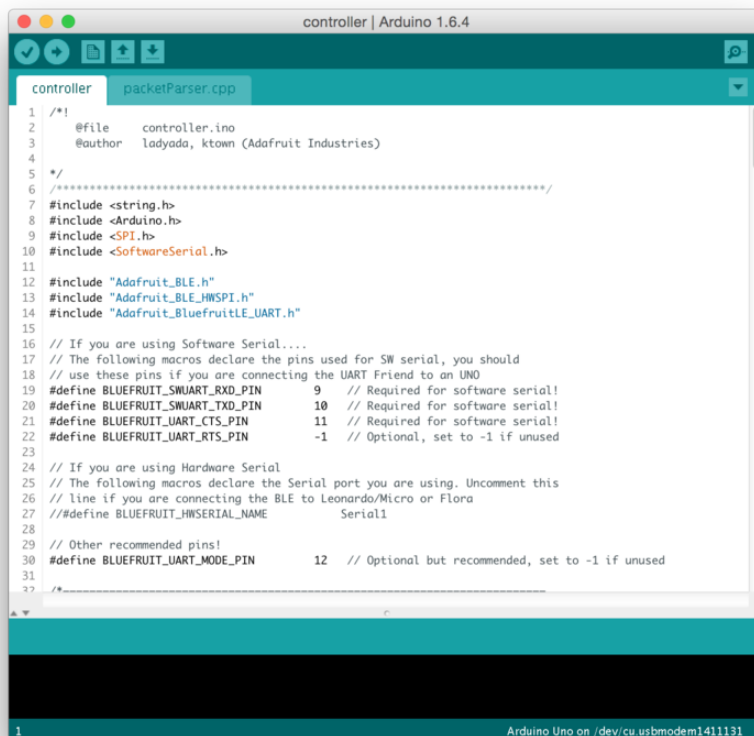 controller | Arduino 1.6.4
controller packetParser.cpp
1 /*!
2 @file controller.ino
3 @author ladyada, ktown (Adafruit Industries)
4
5 */
6 /**************************************************************************/
7 #include <string.h>
8 #include <Arduino.h>
9 #include <SPI.h>
10 #include <SoftwareSerial.h>
11
12 #include "Adafruit_BLE.h"
13 #include "Adafruit_BLE_HWSPI.h"
14 #include "Adafruit_BluefruitLE_UART.h"
15
16 // If you are using Software Serial....
17 // The following macros declare the pins used for SW serial, you should
18 // use these pins if you are connecting the UART Friend to an UNO
19 #define BLUEFRUIT_SWUART_RXD_PIN 9 // Required for software serial!
20 #define BLUEFRUIT_SWUART_TXD_PIN 10 // Required for software serial!
21 #define BLUEFRUIT_UART_CTS_PIN 11 // Required for software serial!
22 #define BLUEFRUIT_UART_RTS_PIN -1 // Optional, set to -1 if unused
23
24 // If you are using Hardware Serial
25 // The following macros declare the Serial port you are using. Uncomment this
26 // line if you are connecting the BLE to Leonardo/Micro or Flora
27 //#define BLUEFRUIT_HWSERIAL_NAME Serial1
28
29 // Other recommended pins!
30 #define BLUEFRUIT_UART_MODE_PIN 12 // Optional but recommended, set to -1 if unused
31
32 /*=========================================================================
1 Arduino Uno on /dev/cu.usbmodem1411131